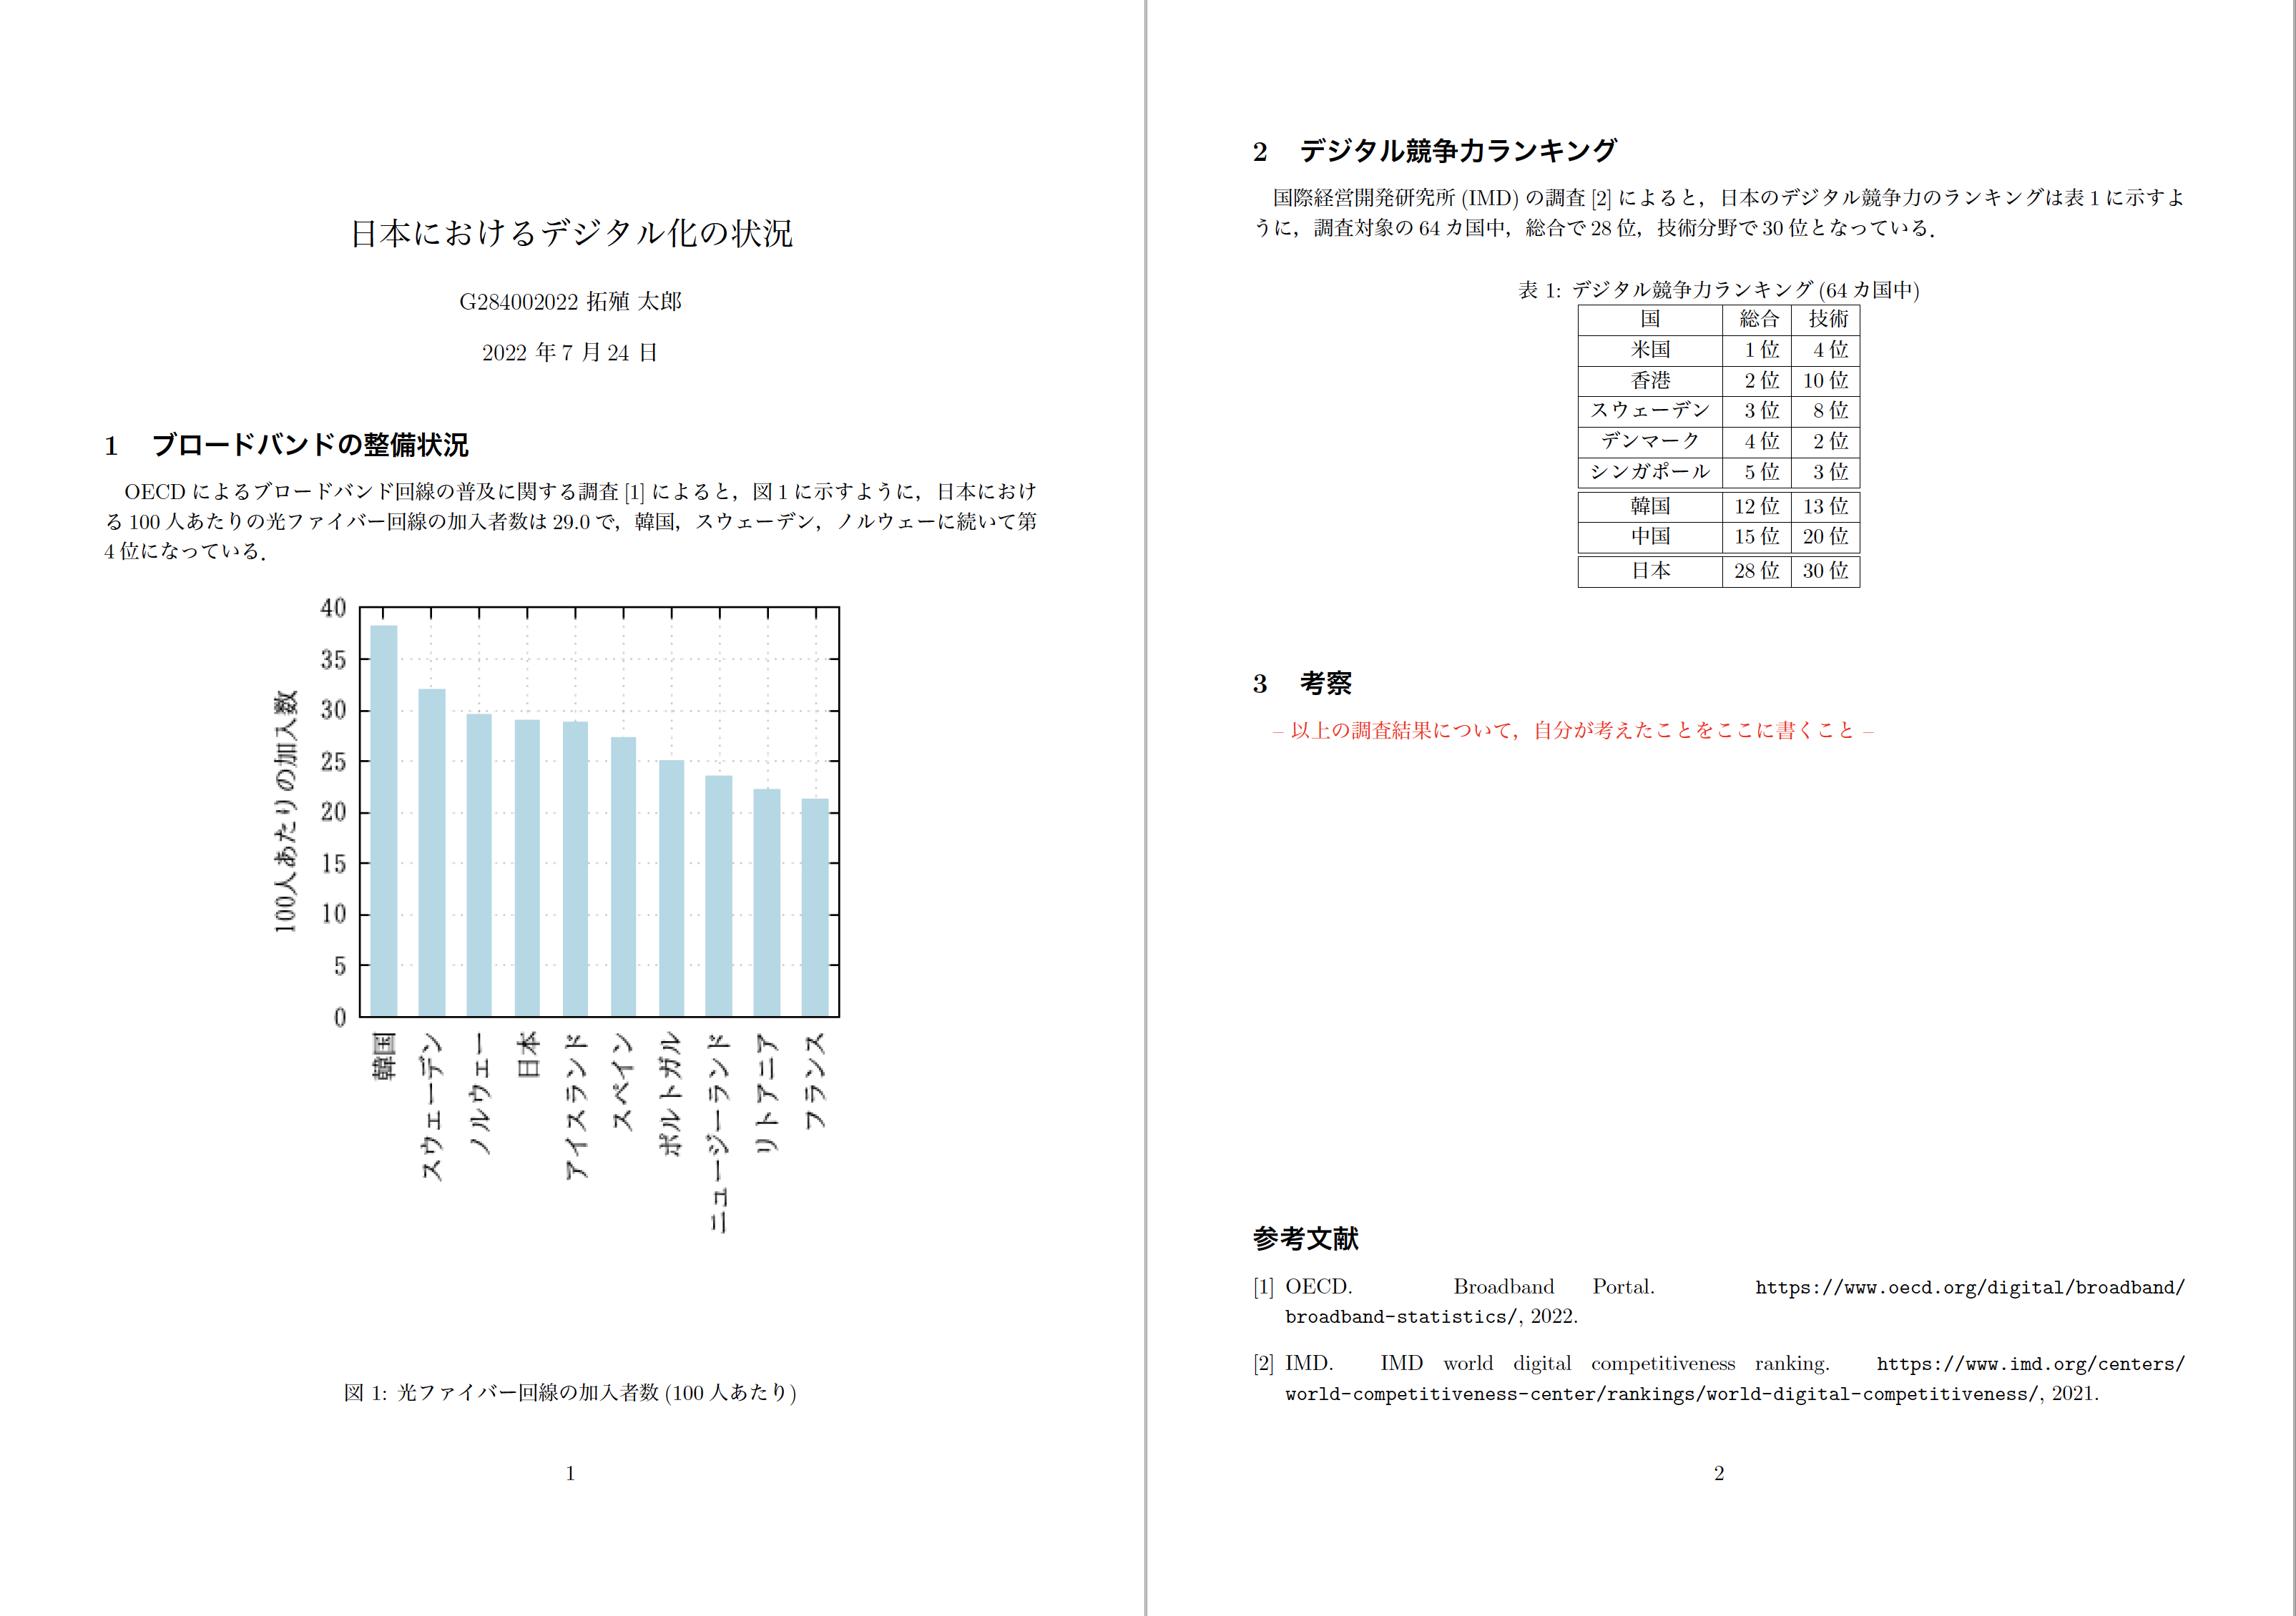 日本におけるデジタル化の状況
G284002022 拓殖 太郎
2022 年 7 月 24 日
1 ブロードバンドの整備状況
OECD によるブロードバンド回線の普及に関する調査 [1] によると，図 1 に示すように，日本におけ
る 100 人あたりの光ファイバー回線の加入者数は 29.0 で，韓国，スウェーデン，ノルウェーに続いて第
4 位になっている．
100人あたりの加入数
40
35
30
25
20
15
10
5
0
韓国
スウェーデン
ノルウェー
日本
アイスランド
スペイン
ポルトガル
ニュージーランド
リトアニア
フランス
図 1: 光ファイバー回線の加入者数 (100 人あたり)
1
2 デジタル競争力ランキング
国際経営開発研究所 (IMD) の調査 [2] によると，日本のデジタル競争力のランキングは表 1 に示すよ
うに，調査対象の 64 カ国中，総合で 28 位，技術分野で 30 位となっている．
表 1: デジタル競争力ランキング (64 カ国中)
国 総合 技術
米国 1 位 4 位
香港 2 位 10 位
スウェーデン 3 位 8 位
デンマーク 4 位 2 位
シンガポール 5 位 3 位
韓国 12 位 13 位
中国 15 位 20 位
日本 28 位 30 位
3 考察
– 以上の調査結果について，自分が考えたことをここに書くこと –
参考文献
[1] OECD. Broadband Portal. https://www.oecd.org/digital/broadband/
broadband-statistics/, 2022.
[2] IMD. IMD world digital competitiveness ranking. https://www.imd.org/centers/
world-competitiveness-center/rankings/world-digital-competitiveness/, 2021.
2